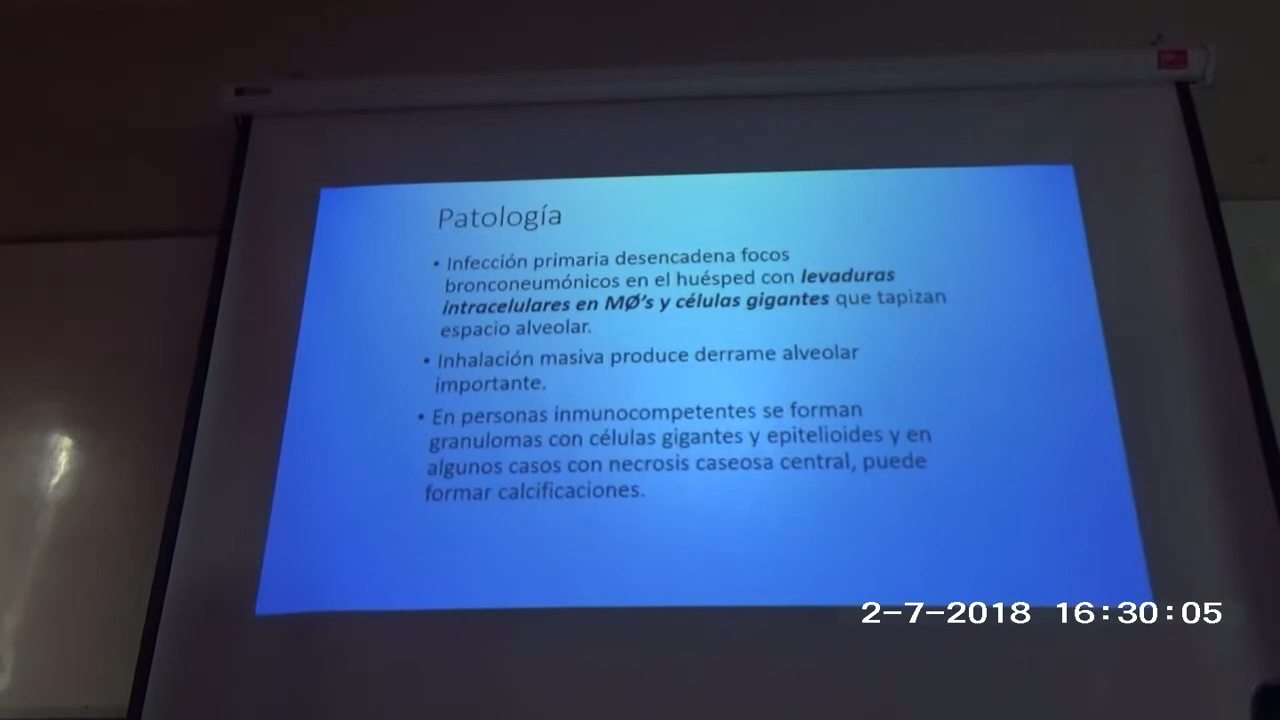 Patología
• Infección primaria desencadena focos
bronconeumónicos en el huésped con levaduras
intracelulares en MØ's y células gigantes que tapizan
espacio alveolar.
• Inhalación masiva produce derrame alveolar
importante.
• En personas inmunocompetentes se forman
granulomas con células gigantes y epitelioides y en
algunos casos con necrosis caseosa central, puede
formar calcificaciones.
2-7-2018 16:30:05